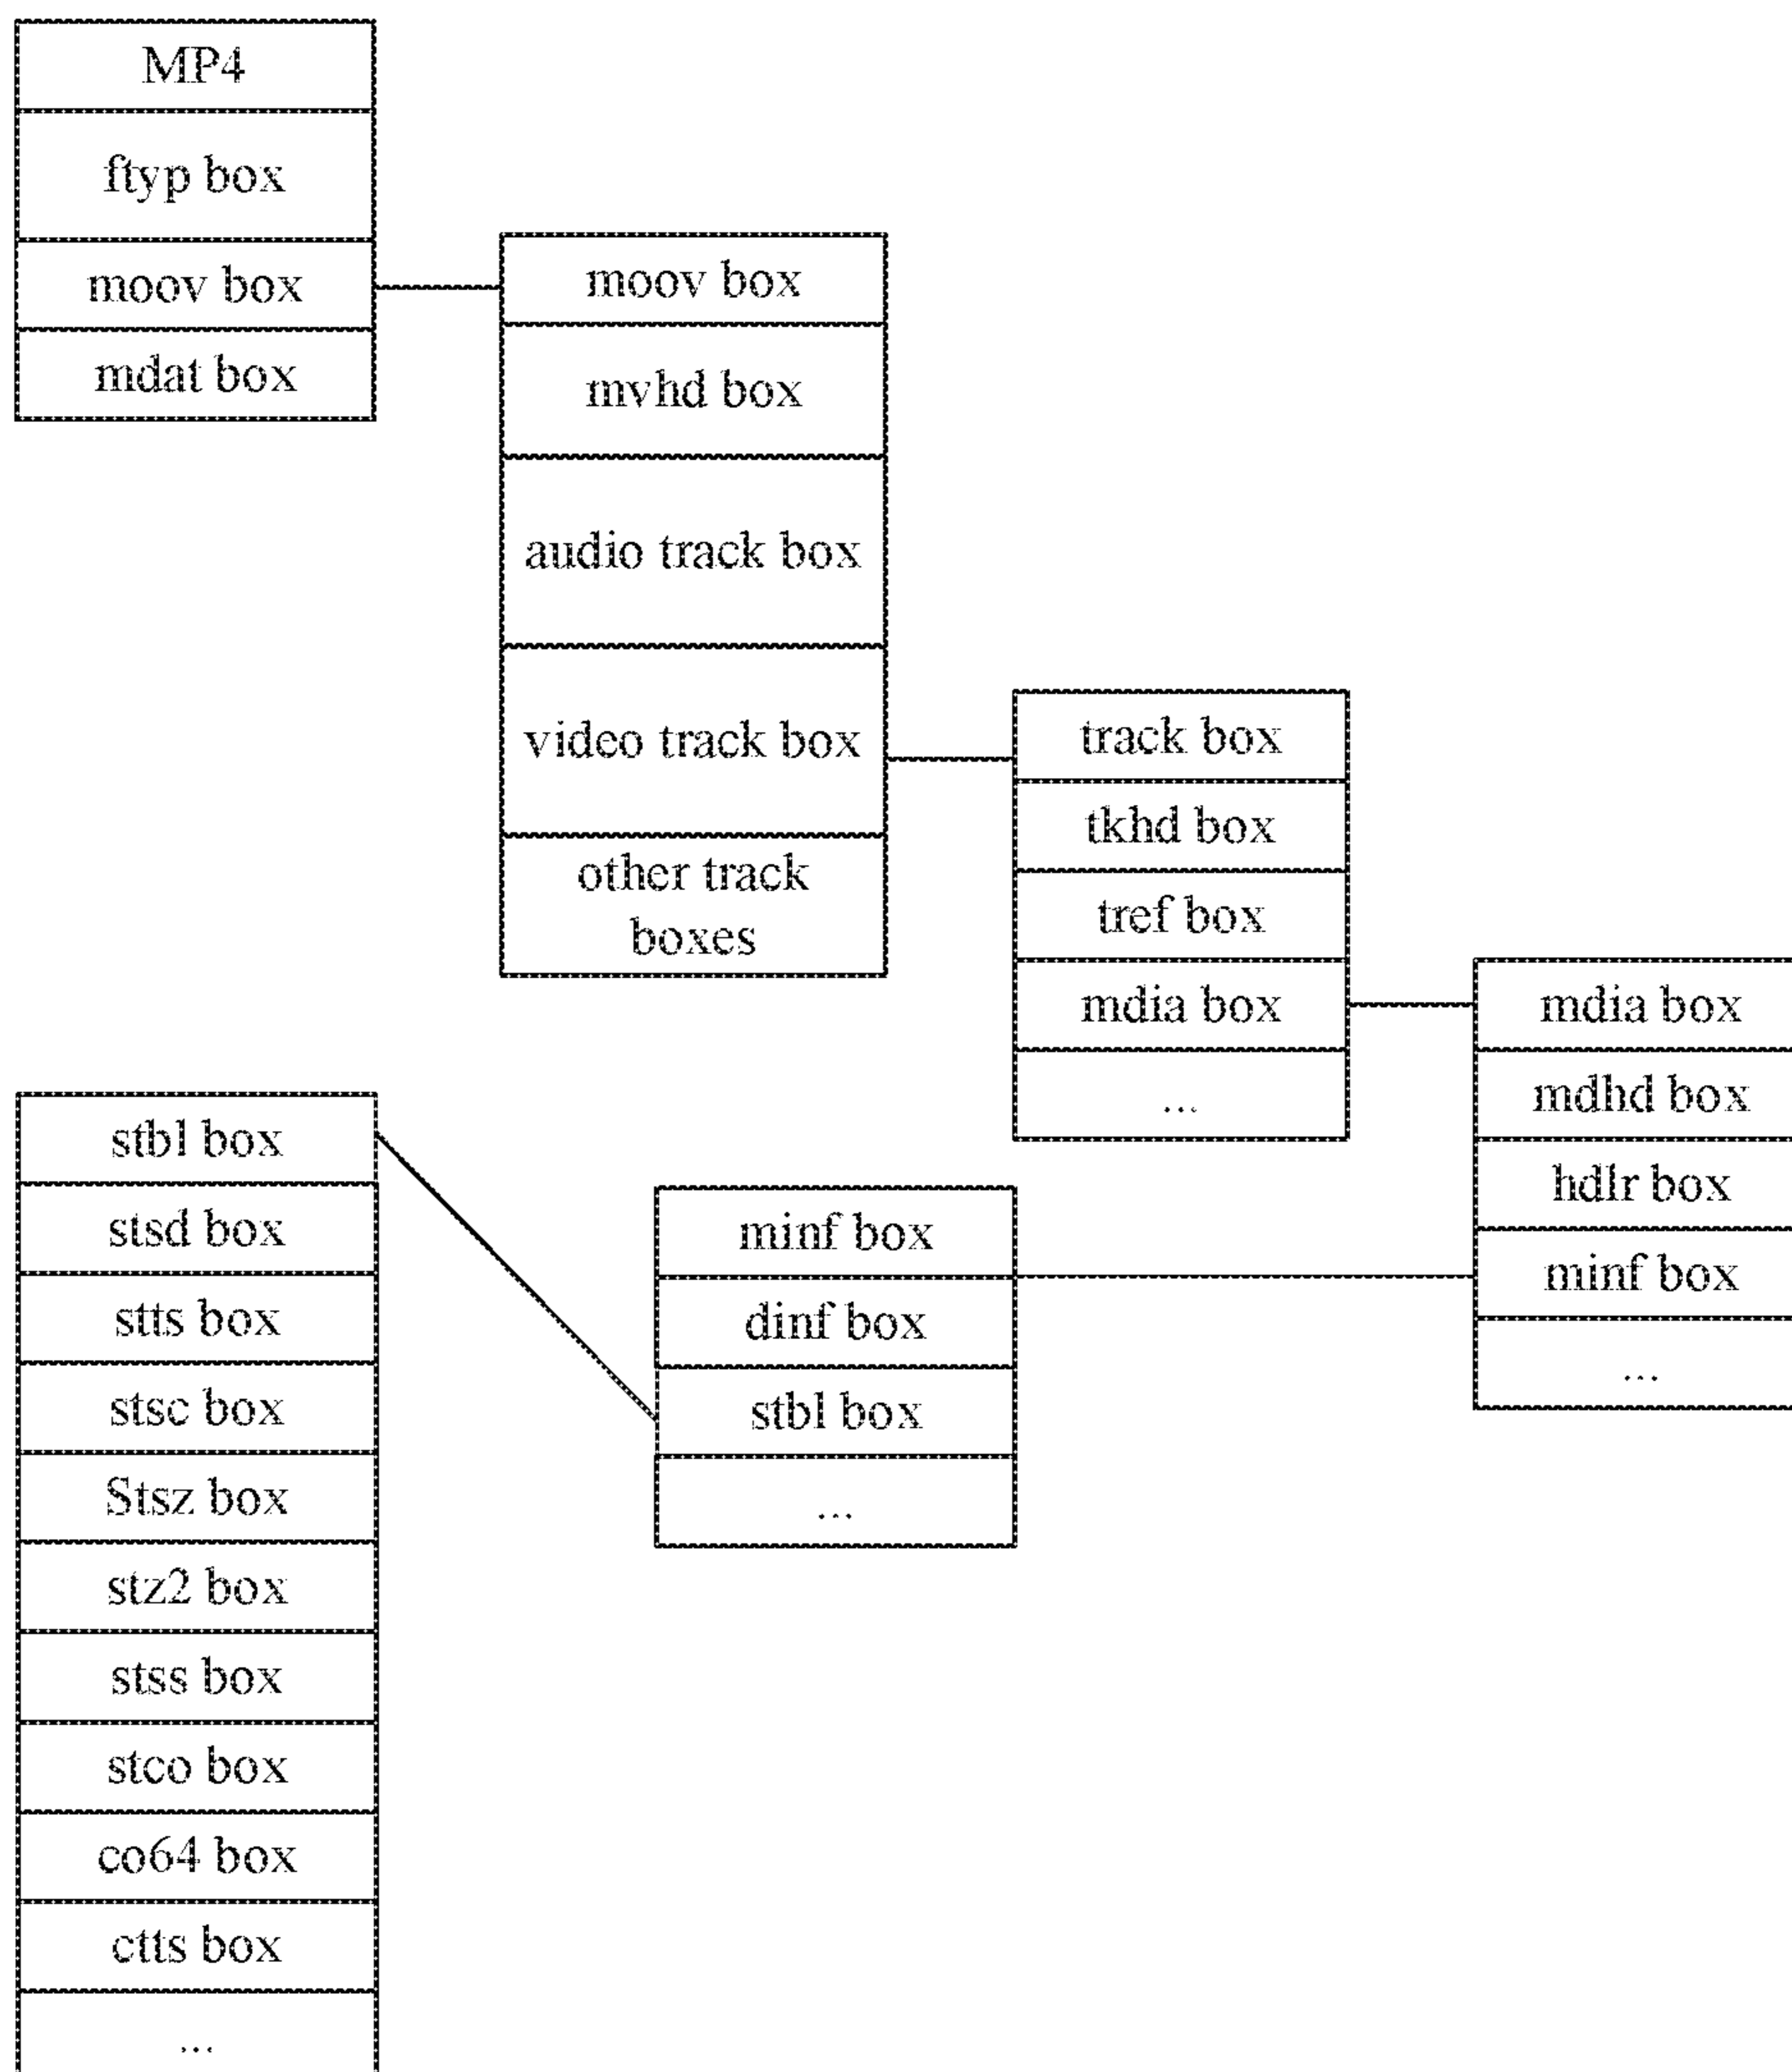 MP4
ftyp box
moov box
mdat box
moov box
mvhd box
audio track box
video track box
other track
boxes
track box
tkhd box
tref box
mdia box
...
mdia box
mdhd box
hdlr box
minf box
...
minf box
dinf box
stbl box
...
stbl box
stsd box
stts box
stsc box
Stsz box
stz2 box
stss box
stco box
co64 box
ctts box
...